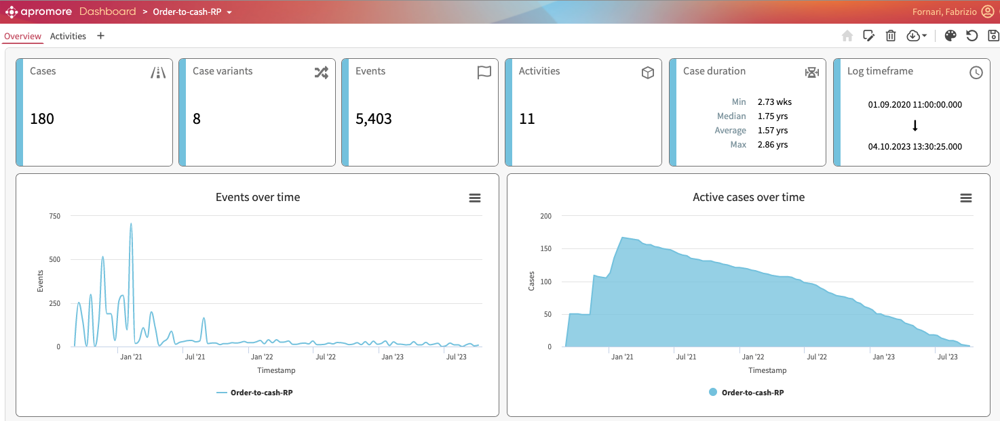 apromore Dashboard > Order-to-cash-RP
Fornari, Fabrizio
Overview Activities +
Cases
180
Case variants
8
Events
5,403
Activities
11
Case duration
Min 2.73 wks
Median 1.75 yrs
Average 1.57 yrs
Max 2.86 yrs
Log timeframe
01.09.2020 11:00:00.000
04.10.2023 13:30:25.000
Events over time
750
500
250
0
Events
Jan '21 Jul '21 Jan '22 Jul '22 Jan '23 Jul '23
Timestamp
Order-to-cash-RP
Active cases over time
200
150
100
50
0
Cases
Jan '21 Jul '21 Jan '22 Jul '22 Jan '23 Jul '23
Timestamp
Order-to-cash-RP